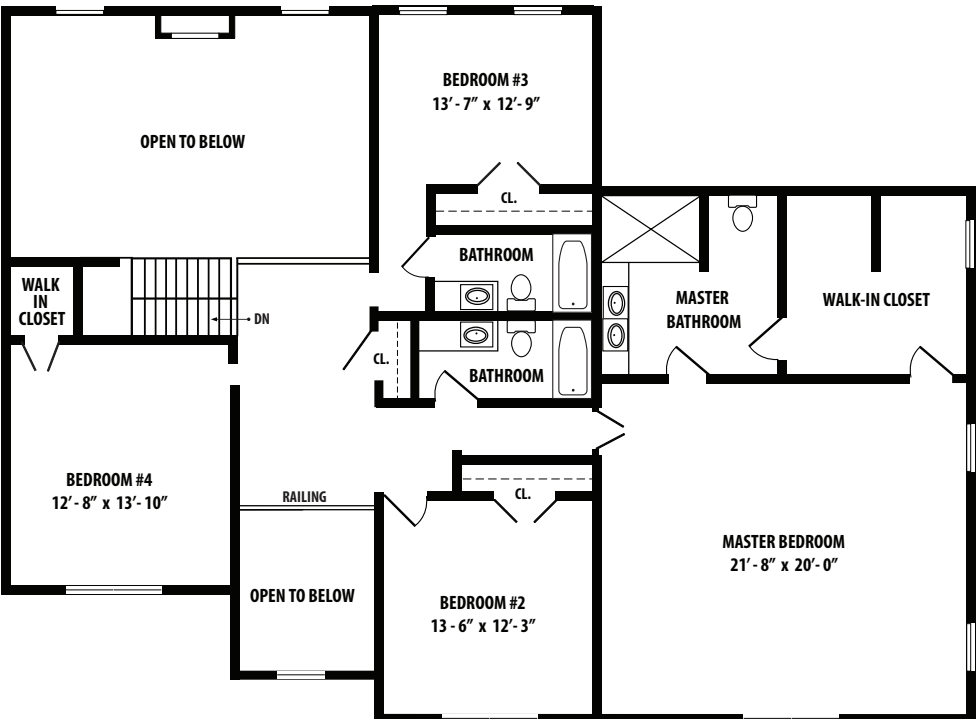 BEDROOM #3
13’ - 7” x 12’- 9”
OPEN TO BELOW
CL.
BATHROOM
WALK
IN
CLOSET
DN
MASTER
BATHROOM
WALK-IN CLOSET
CL.
BATHROOM
BEDROOM #4
12’ - 8” x 13’- 10”
RAILING
CL.
MASTER BEDROOM
21’ - 8” x 20’- 0”
OPEN TO BELOW
BEDROOM #2
13 - 6” x 12’- 3”